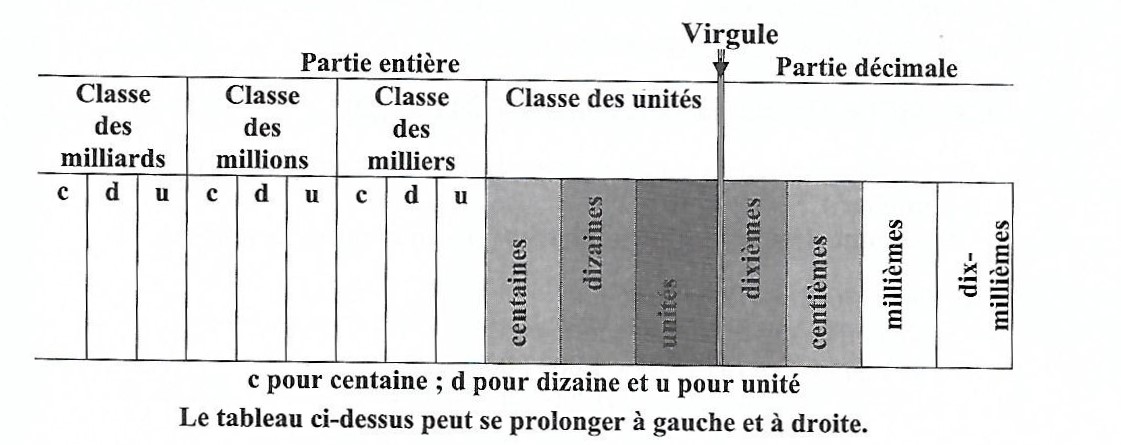 Virgule
Partie entière Partie décimale
Classe des milliards
Classe des millions
Classe des milliers
Classe des unités
c d u c d u c d u
centaines
dizaines
unités
dixièmes
centièmes
millièmes
dix-
millièmes
c pour centaine ; d pour dizaine et u pour unité
Le tableau ci-dessus peut se prolonger à gauche et à droite.